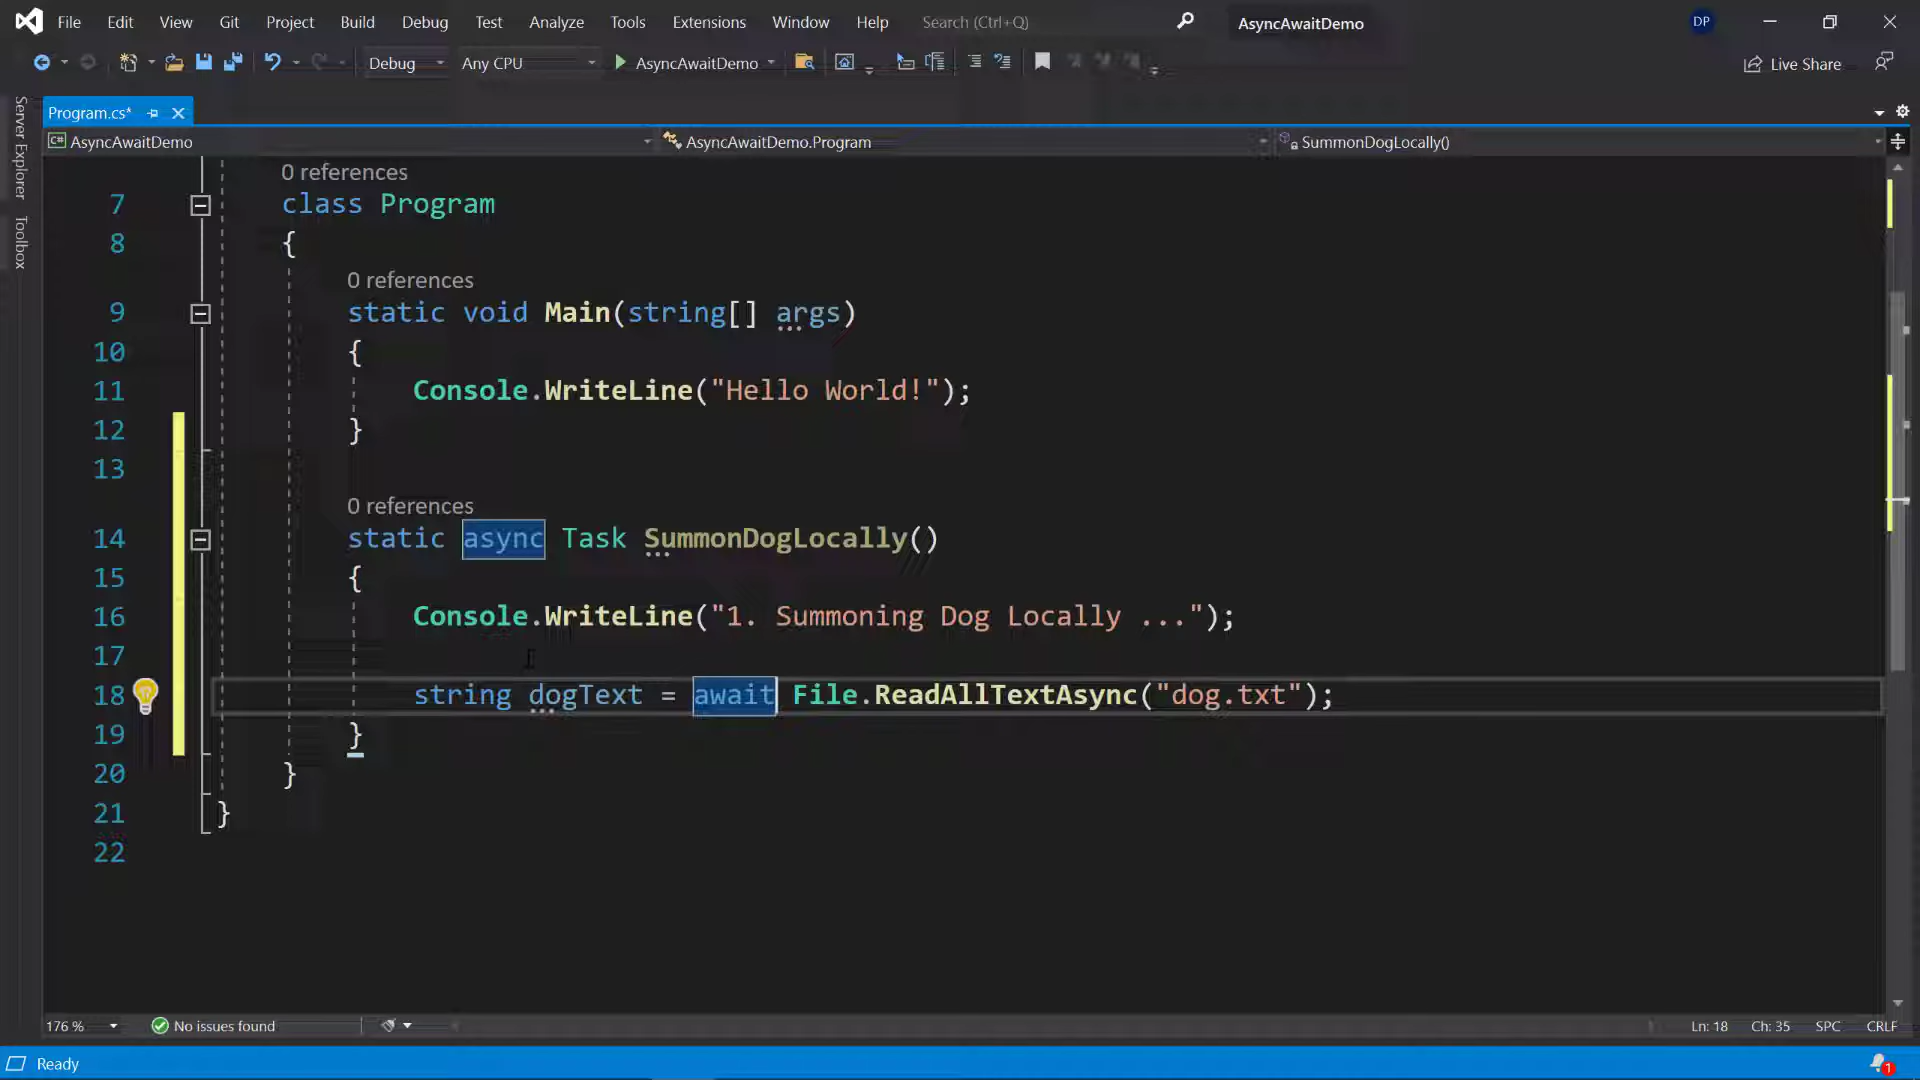 File Edit View Git Project Build Debug Test Analyze Tools Extensions Window Help Search (Ctrl+Q) AsyncAwaitDemo DP
Debug Any CPU AsyncAwaitDemo Live Share
Server Explorer
Toolbox
Program.cs*
AsyncAwaitDemo AsyncAwaitDemo.Program SummonDogLocally()
0 references
7 class Program
8 {
0 references
9 static void Main(string[] args)
10 {
11 Console.WriteLine("Hello World!");
12 }
13
0 references
14 static async Task SummonDogLocally()
15 {
16 Console.WriteLine("1. Summoning Dog Locally ...");
17
18 string dogText = await File.ReadAllTextAsync("dog.txt");
19 }
20 }
21 }
22
176 % No issues found Ln: 18 Ch: 35 SPC CRLF
Ready 1